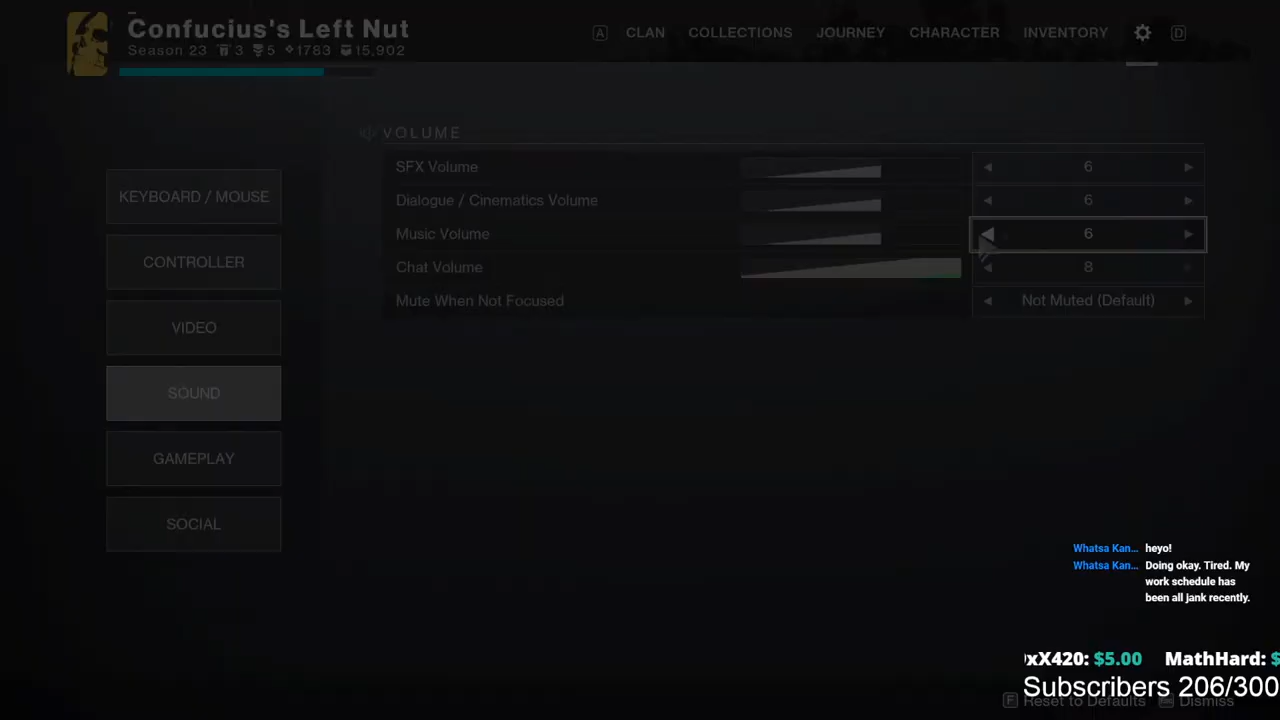 Confucius's Left Nut
Season 23 3 5 1783 15,902
A CLAN COLLECTIONS JOURNEY CHARACTER INVENTORY D
VOLUME
SFX Volume 6
Dialogue / Cinematics Volume 6
Music Volume 6
Chat Volume 8
Mute When Not Focused Not Muted (Default)
KEYBOARD / MOUSE
CONTROLLER
VIDEO
SOUND
GAMEPLAY
SOCIAL
Whatsa Kan... heyo!
Whatsa Kan... Doing okay. Tired. My
work schedule has
been all jank recently.
xX420: $5.00 MathHard: $
Subscribers 206/300
F Reset to Defaults Dismiss